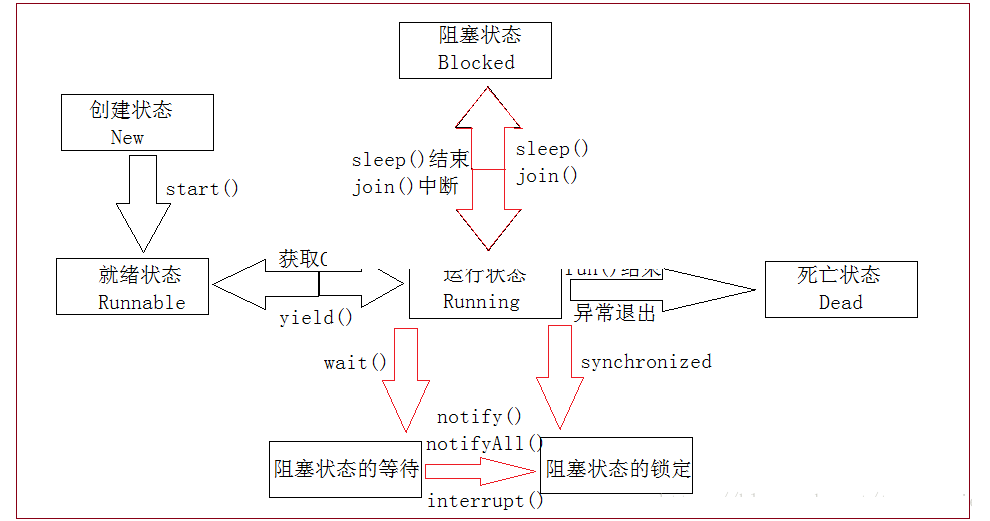 阻塞状态
Blocked
创建状态
New
start()
sleep()结束
join()中断
sleep()
join()
就绪状态
Runnable
获取
yield()
运行状态
Running
run()结束
异常退出
死亡状态
Dead
wait()
synchronized
notify()
notifyAll()
interrupt()
阻塞状态的等待
阻塞状态的锁定